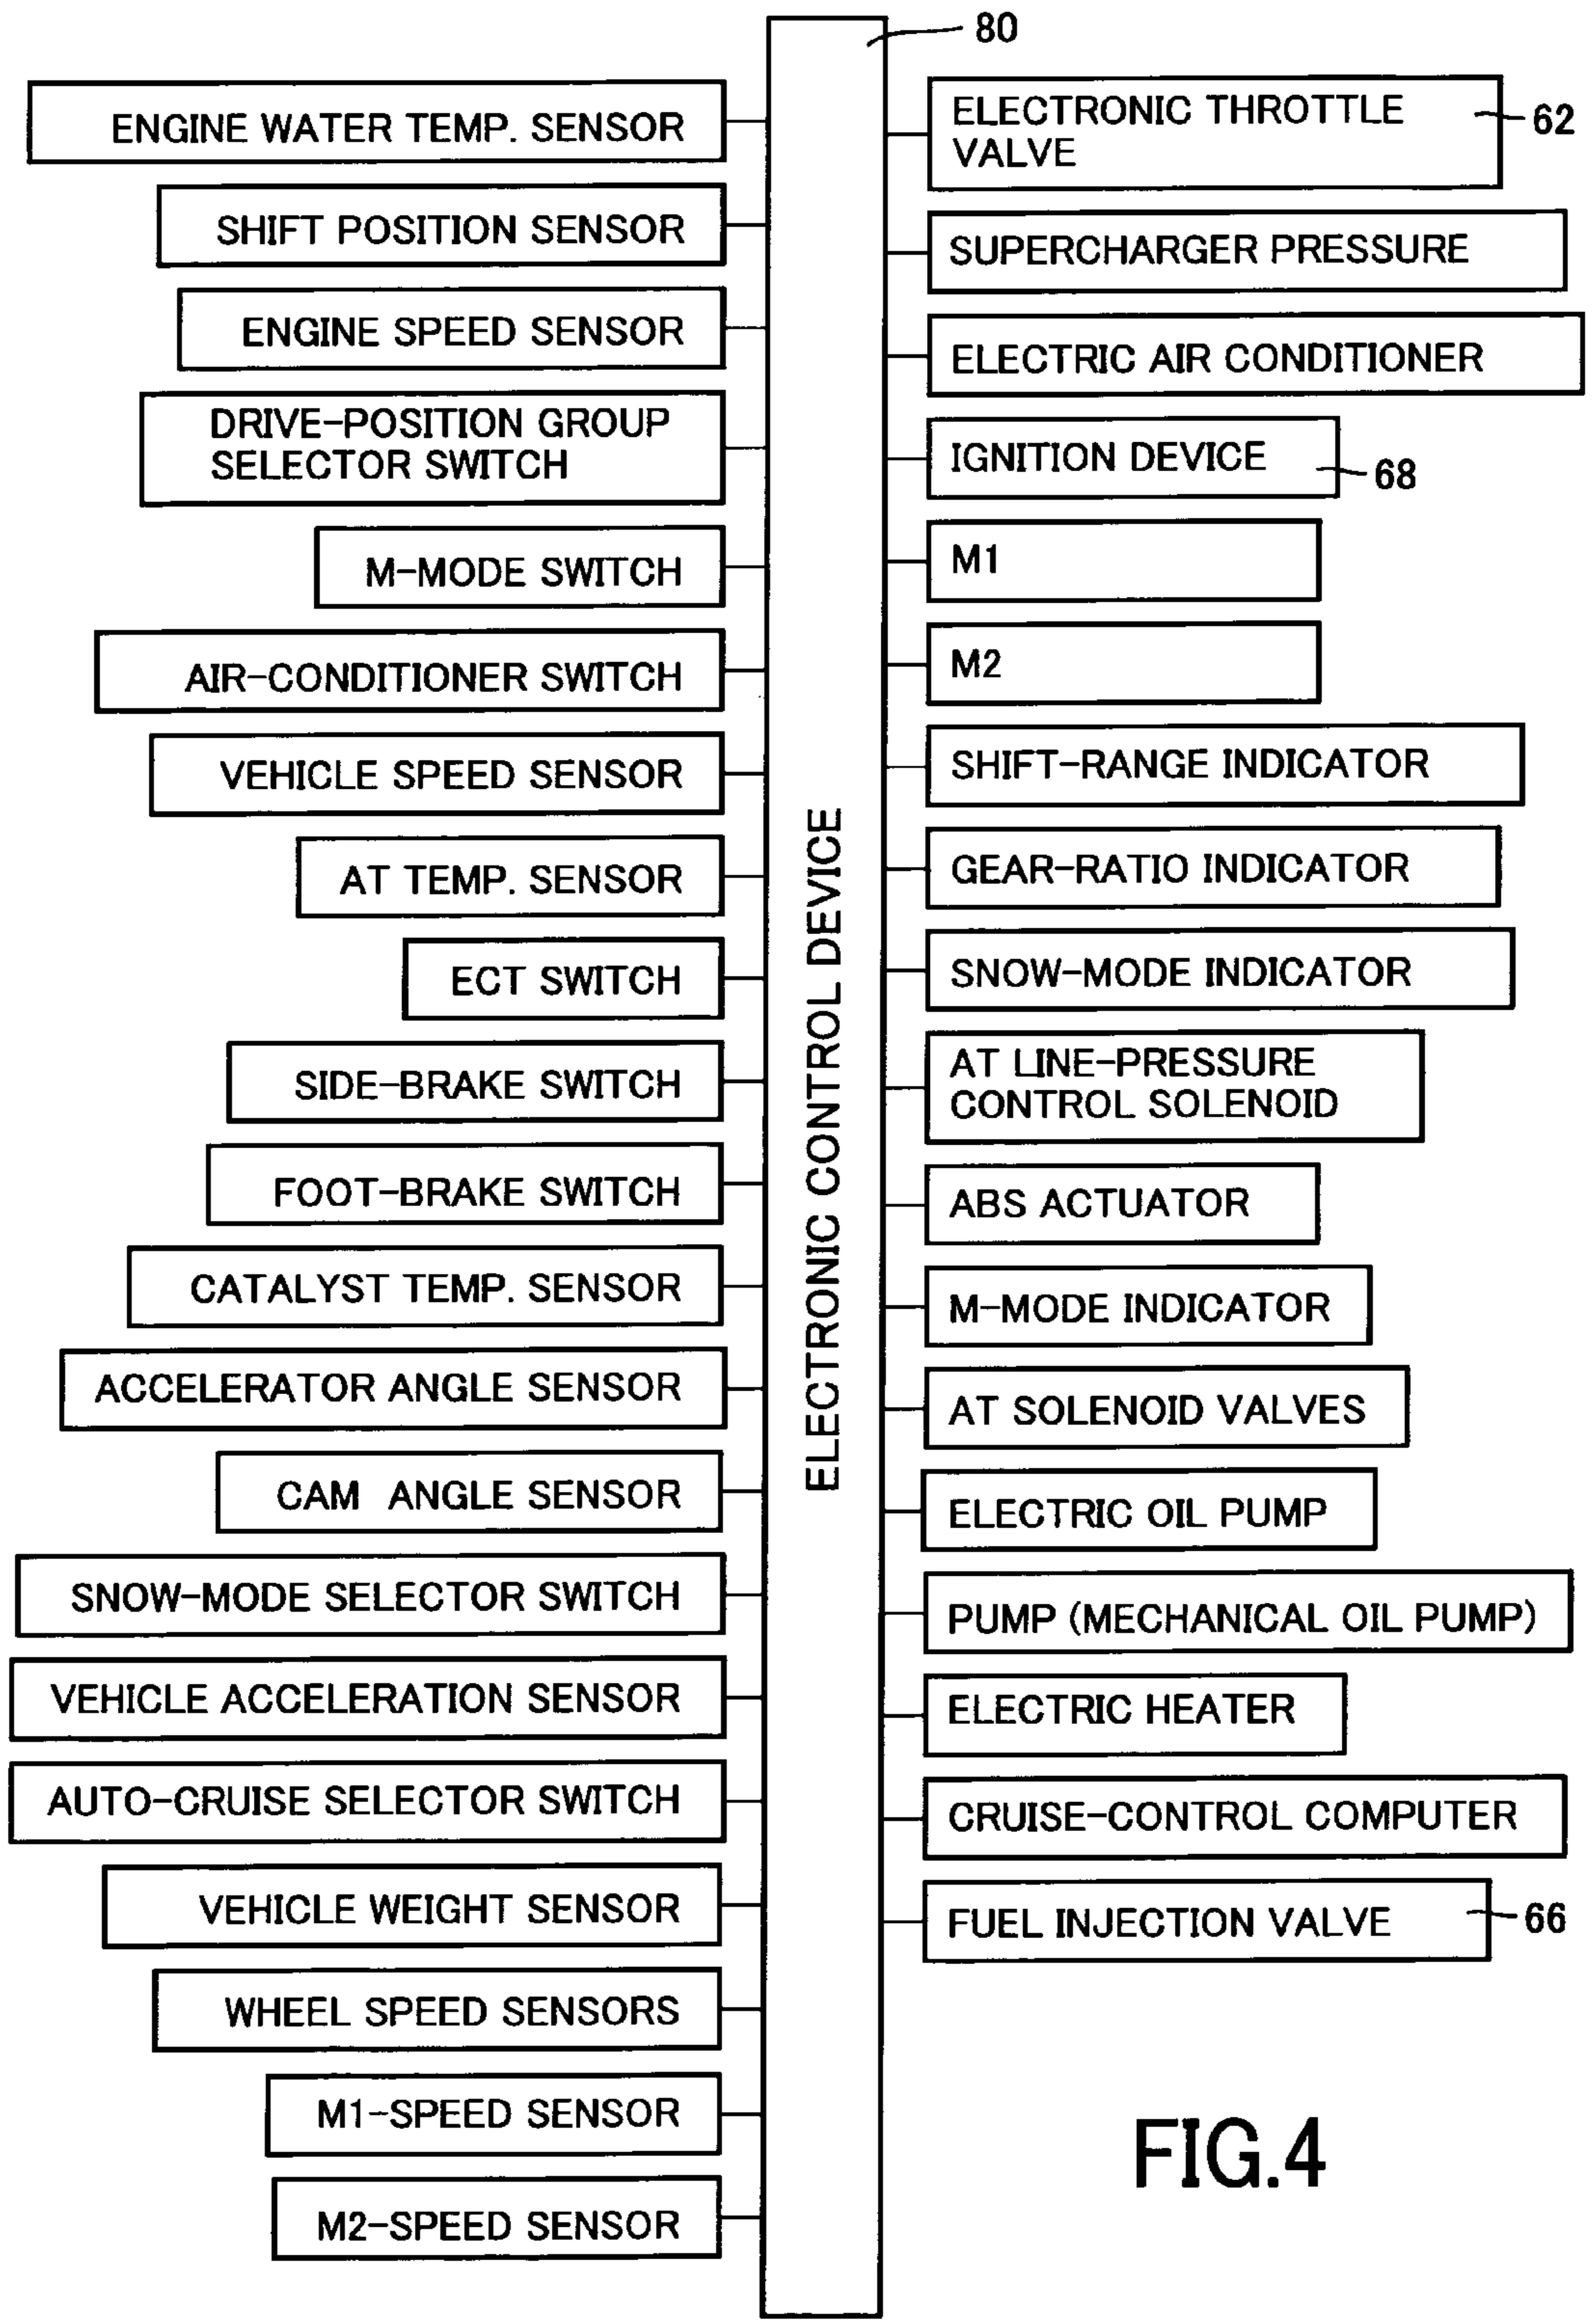 80
ENGINE WATER TEMP. SENSOR
SHIFT POSITION SENSOR
ENGINE SPEED SENSOR
DRIVE-POSITION GROUP
SELECTOR SWITCH
M-MODE SWITCH
AIR-CONDITIONER SWITCH
VEHICLE SPEED SENSOR
AT TEMP. SENSOR
ECT SWITCH
SIDE-BRAKE SWITCH
FOOT-BRAKE SWITCH
CATALYST TEMP. SENSOR
ACCELERATOR ANGLE SENSOR
CAM ANGLE SENSOR
SNOW-MODE SELECTOR SWITCH
VEHICLE ACCELERATION SENSOR
AUTO-CRUISE SELECTOR SWITCH
VEHICLE WEIGHT SENSOR
WHEEL SPEED SENSORS
M1-SPEED SENSOR
M2-SPEED SENSOR
ELECTRONIC CONTROL DEVICE
ELECTRONIC THROTTLE
VALVE
62
SUPERCHARGER PRESSURE
ELECTRIC AIR CONDITIONER
IGNITION DEVICE
68
M1
M2
SHIFT-RANGE INDICATOR
GEAR-RATIO INDICATOR
SNOW-MODE INDICATOR
AT LINE-PRESSURE
CONTROL SOLENOID
ABS ACTUATOR
M-MODE INDICATOR
AT SOLENOID VALVES
ELECTRIC OIL PUMP
PUMP (MECHANICAL OIL PUMP)
ELECTRIC HEATER
CRUISE-CONTROL COMPUTER
FUEL INJECTION VALVE
66
FIG.4